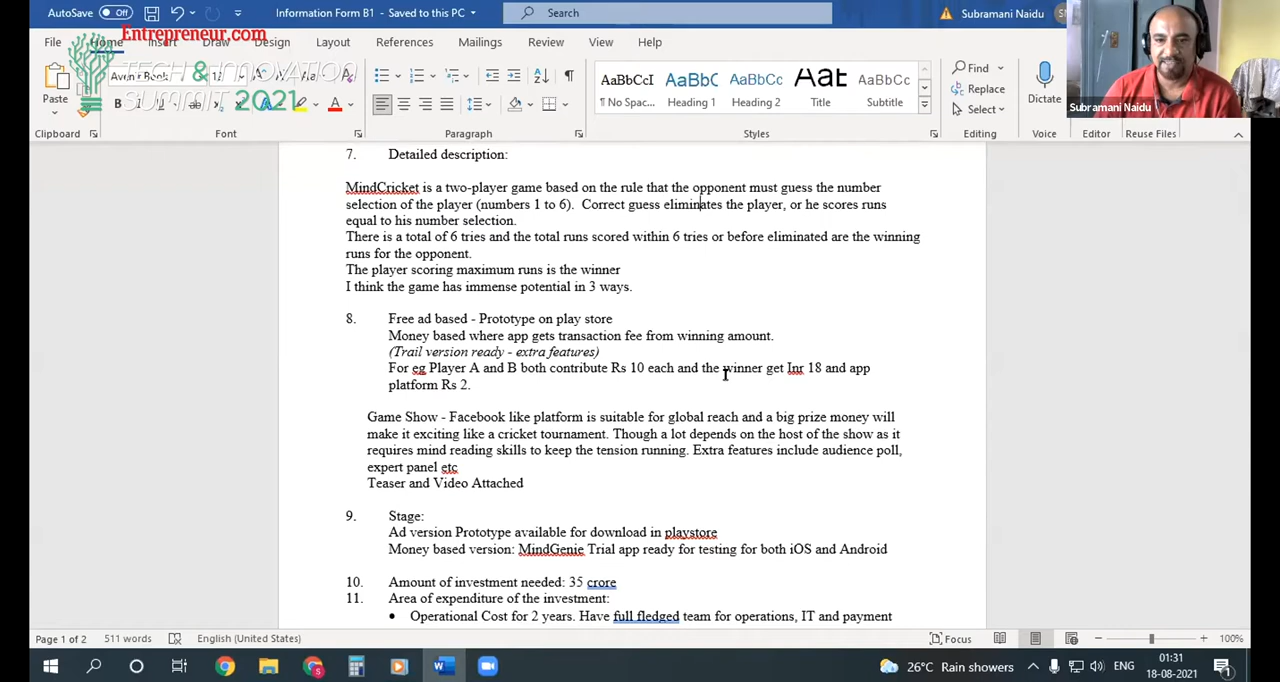 AutoSave Off Information Form B1 - Saved to this PC Search Subramani Naidu
Entrepreneur.com
TECH & INNOVATION
SUMMIT 2021
File Home Insert Draw Design Layout References Mailings Review View Help
Paste
AaBbCcI AaBbC AaBbCc AaB AaBbCcC
¶ No Spac... Heading 1 Heading 2 Title Subtitle
Find
Replace
Select
Dictate
Subramani Naidu
Clipboard Font Paragraph Styles Editing Voice Editor Reuse Files
7. Detailed description:
MindCricket is a two-player game based on the rule that the opponent must guess the number
selection of the player (numbers 1 to 6). Correct guess eliminates the player, or he scores runs
equal to his number selection.
There is a total of 6 tries and the total runs scored within 6 tries or before eliminated are the winning
runs for the opponent.
The player scoring maximum runs is the winner
I think the game has immense potential in 3 ways.
8. Free ad based - Prototype on play store
Money based where app gets transaction fee from winning amount.
(Trail version ready - extra features)
For eg Player A and B both contribute Rs 10 each and the winner get Inr 18 and app
platform Rs 2.
Game Show - Facebook like platform is suitable for global reach and a big prize money will
make it exciting like a cricket tournament. Though a lot depends on the host of the show as it
requires mind reading skills to keep the tension running. Extra features include audience poll,
expert panel etc
Teaser and Video Attached
9. Stage:
Ad version Prototype available for download in playstore
Money based version: MindGenie Trial app ready for testing for both iOS and Android
10. Amount of investment needed: 35 crore
11. Area of expenditure of the investment:
• Operational Cost for 2 years. Have full fledged team for operations, IT and payment
Page 1 of 2 511 words English (United States) Focus 100%
26°C Rain showers ENG 01:31
18-08-2021